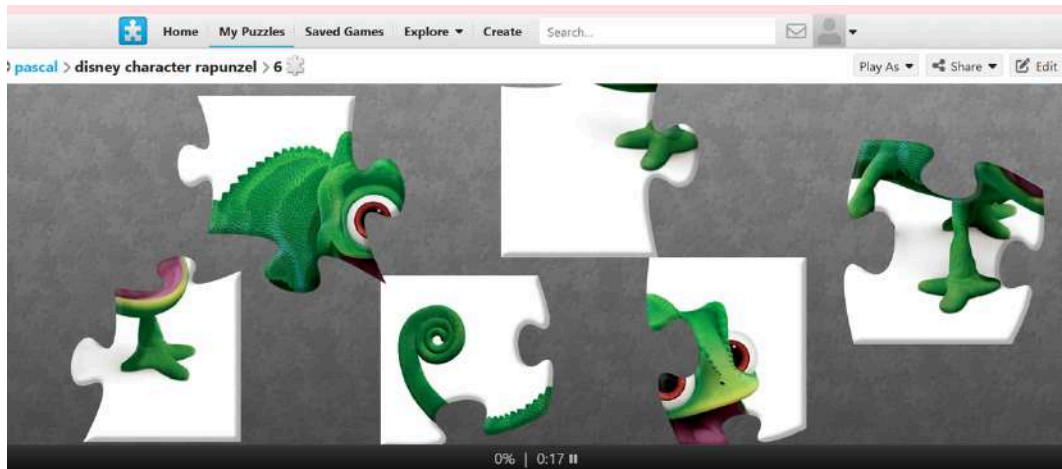 Home My Puzzles Saved Games Explore Create Search...
pascal > disney character rapunzel > 6 Play As Share Edit
0% | 0:17